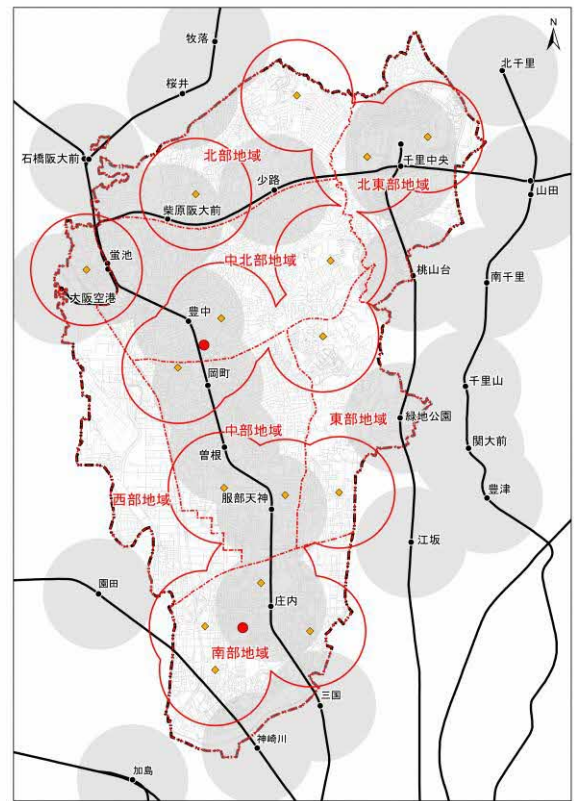 N
牧落
北千里
桜井
石橋阪大前
千里中央
北部地域
少路
北東部地域
山田
柴原阪大前
蛍池
中北部地域
桃山台
南千里
大阪空港
豊中
岡町
千里山
東部地域
緑地公園
中部地域
関大前
曽根
西部地域
服部天神
豊津
江坂
園田
庄内
南部地域
三国
神崎川
加島